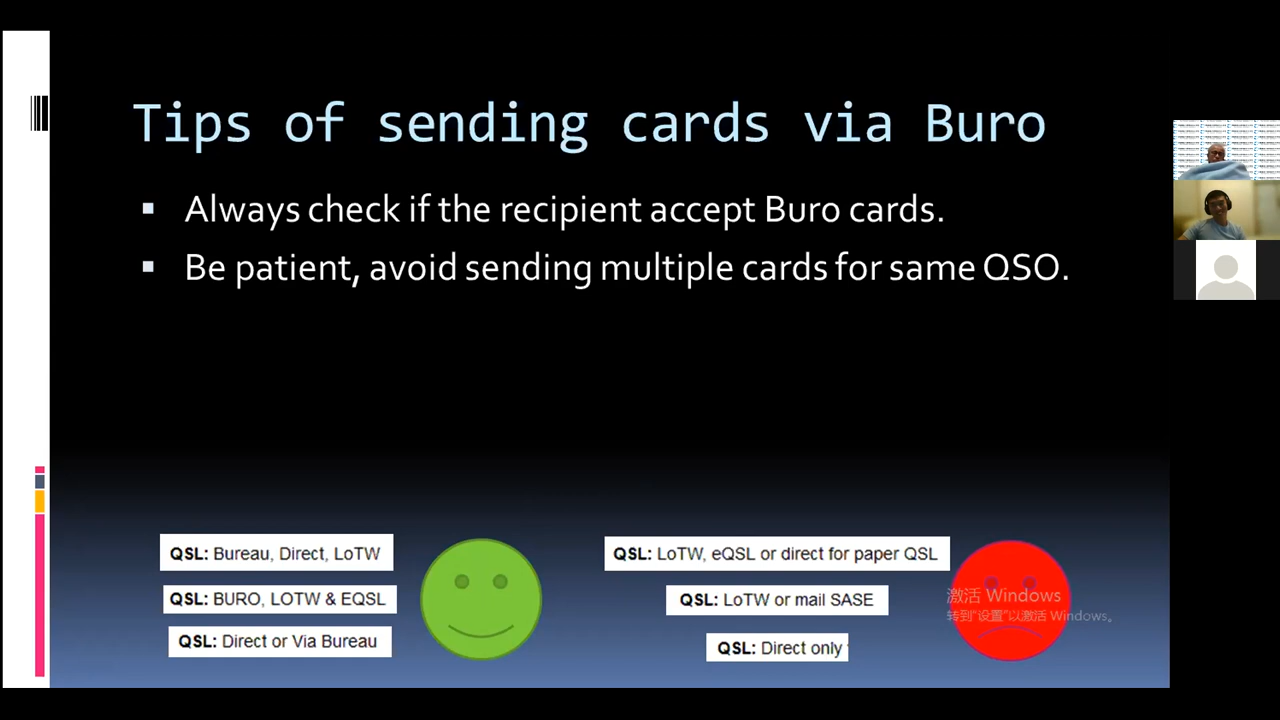 Tips of sending cards via Buro
Always check if the recipient accept Buro cards.
Be patient, avoid sending multiple cards for same QSO.
QSL: Bureau, Direct, LoTW
QSL: BURO, LOTW & EQSL
QSL: Direct or Via Bureau
QSL: LoTW, eQSL or direct for paper QSL
QSL: LoTW or mail SASE
QSL: Direct only
激活 Windows
转到"设置"以激活 Windows。